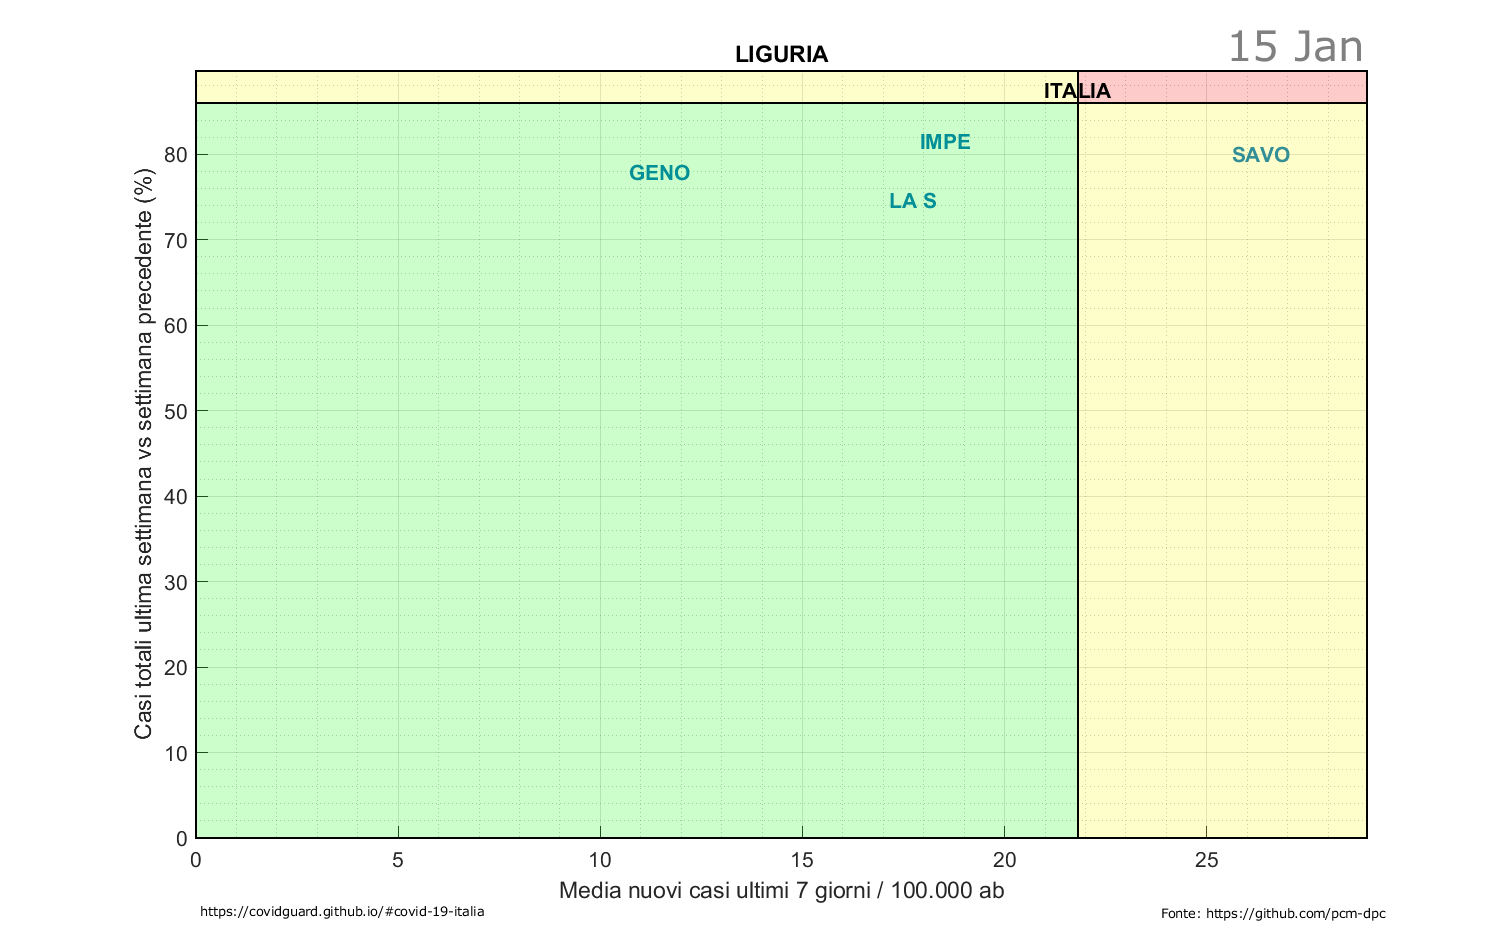 15 Jan
LIGURIA
ITALIA
IMPE
SAVO
GENO
LA S
Casi totali ultima settimana vs settimana precedente (%)
80
70
60
50
40
30
20
10
0
0 5 10 15 20 25
Media nuovi casi ultimi 7 giorni / 100.000 ab
https://covidguard.github.io/#covid-19-italia
Fonte: https://github.com/pcm-dpc